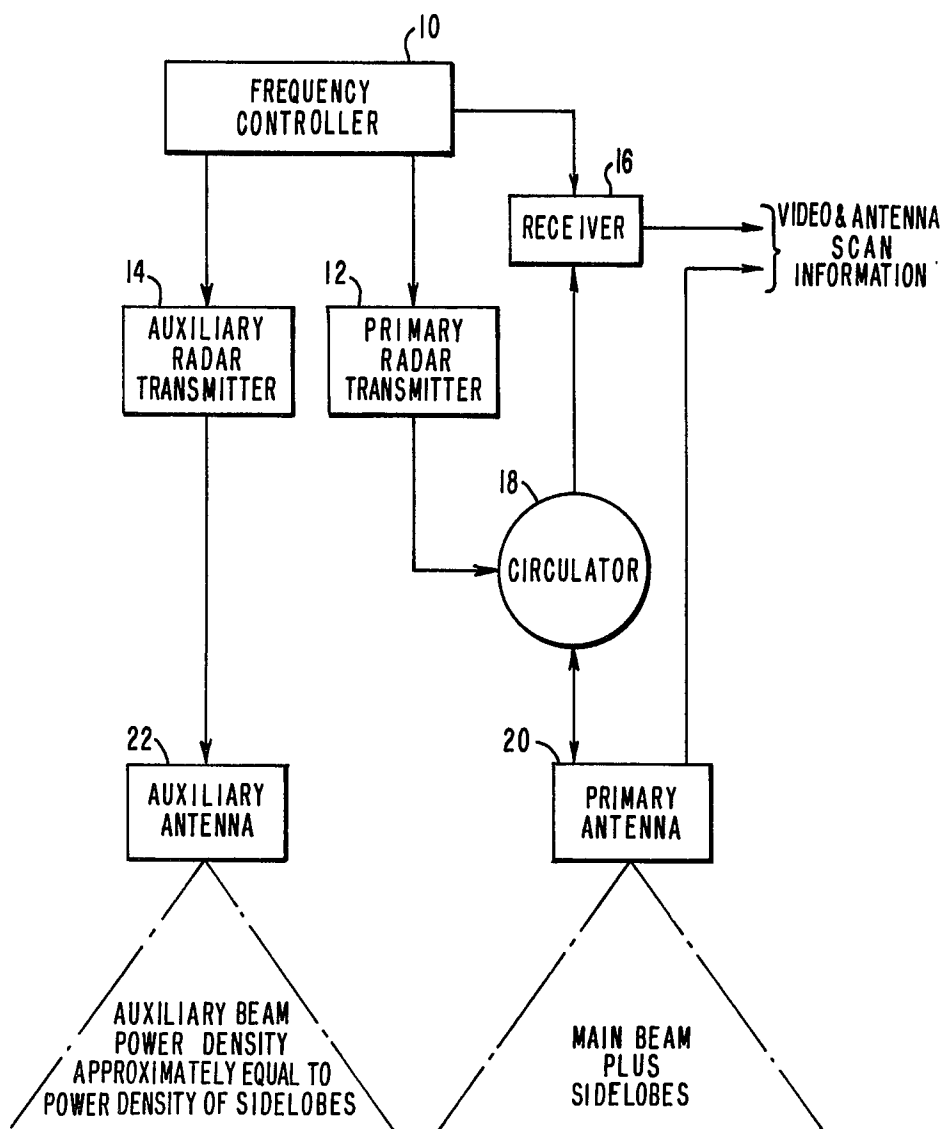 10
FREQUENCY
CONTROLLER
16
RECEIVER
VIDEO & ANTENNA
SCAN
INFORMATION
14
AUXILIARY
RADAR
TRANSMITTER
12
PRIMARY
RADAR
TRANSMITTER
18
CIRCULATOR
22
AUXILIARY
ANTENNA
20
PRIMARY
ANTENNA
AUXILIARY BEAM
POWER DENSITY
APPROXIMATELY EQUAL TO
POWER DENSITY OF SIDELOBES
MAIN BEAM
PLUS
SIDELOBES